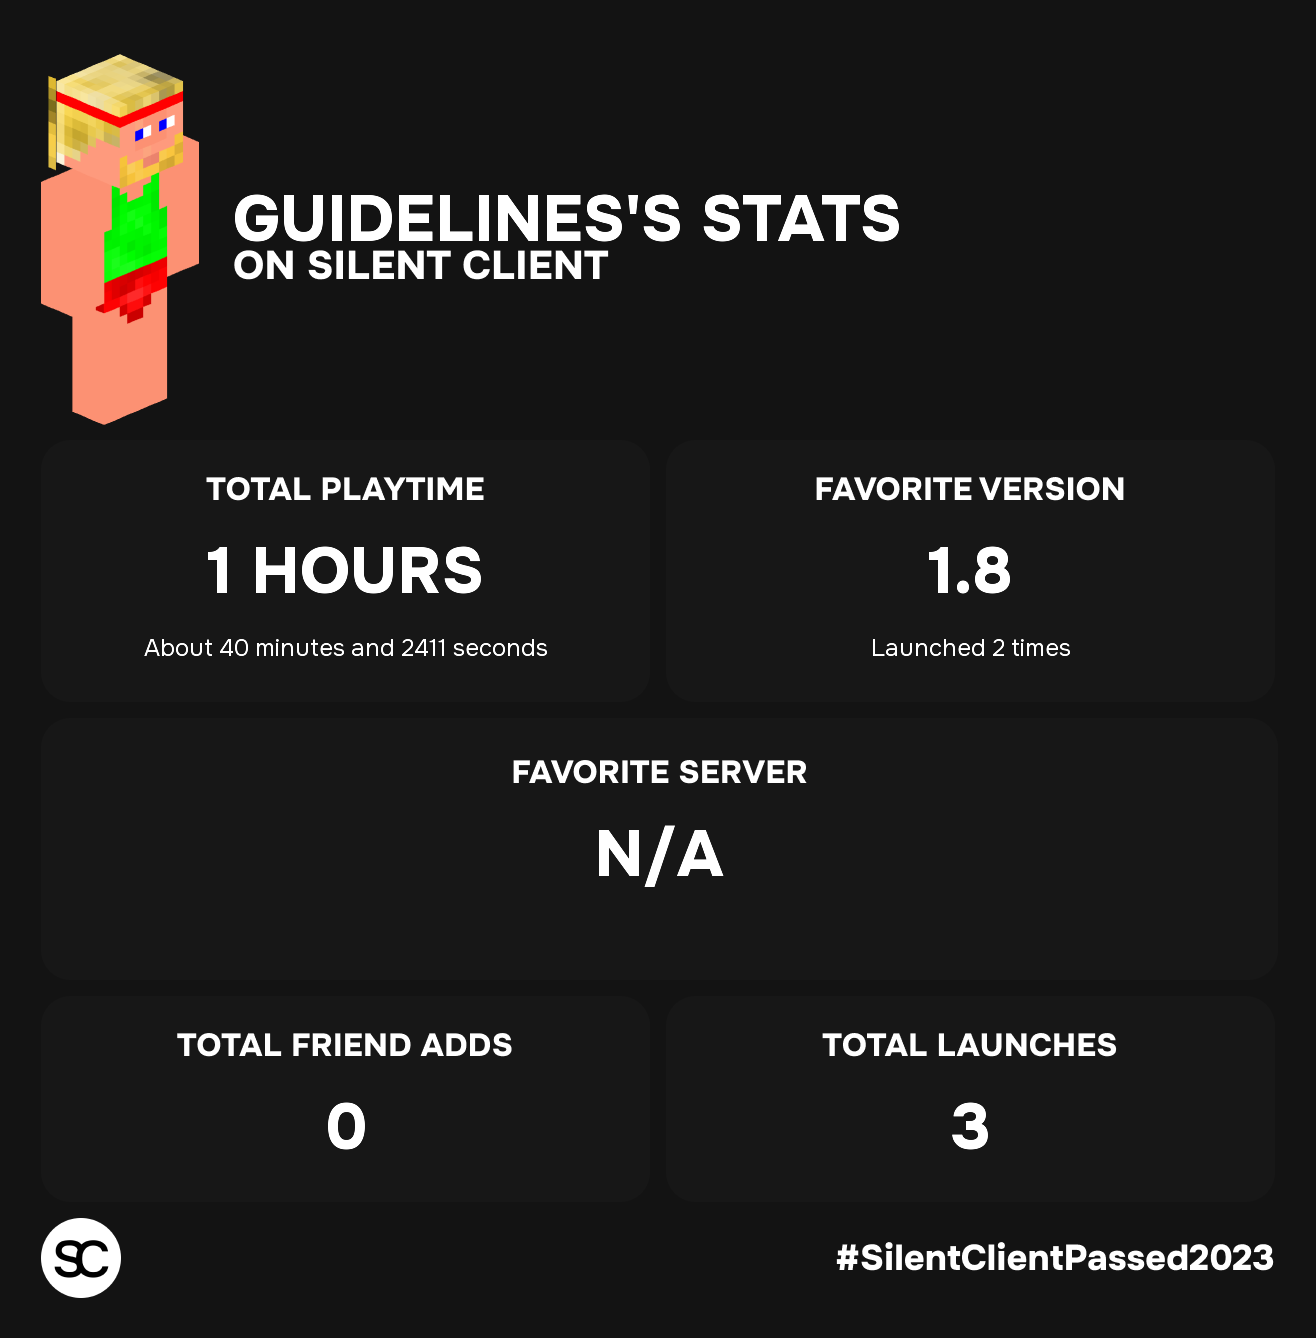 GUIDELINES'S STATS
ON SILENT CLIENT
TOTAL PLAYTIME
1 HOURS
About 40 minutes and 2411 seconds
FAVORITE VERSION
1.8
Launched 2 times
FAVORITE SERVER
N/A
TOTAL FRIEND ADDS
0
TOTAL LAUNCHES
3
SC
#SilentClientPassed2023